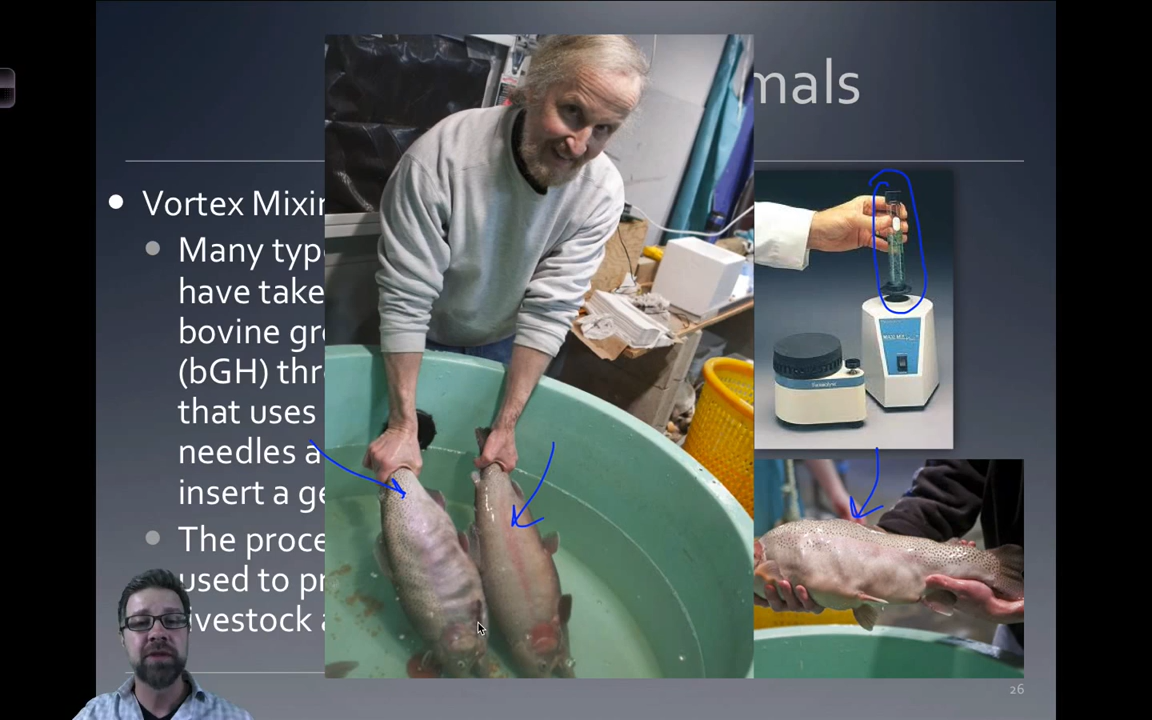 mals
Vortex Mixin
Many typ
have take
bovine gr
(bGH) thr
that uses
needles a
insert a ge
The proce
used to pr
ivestock a
26